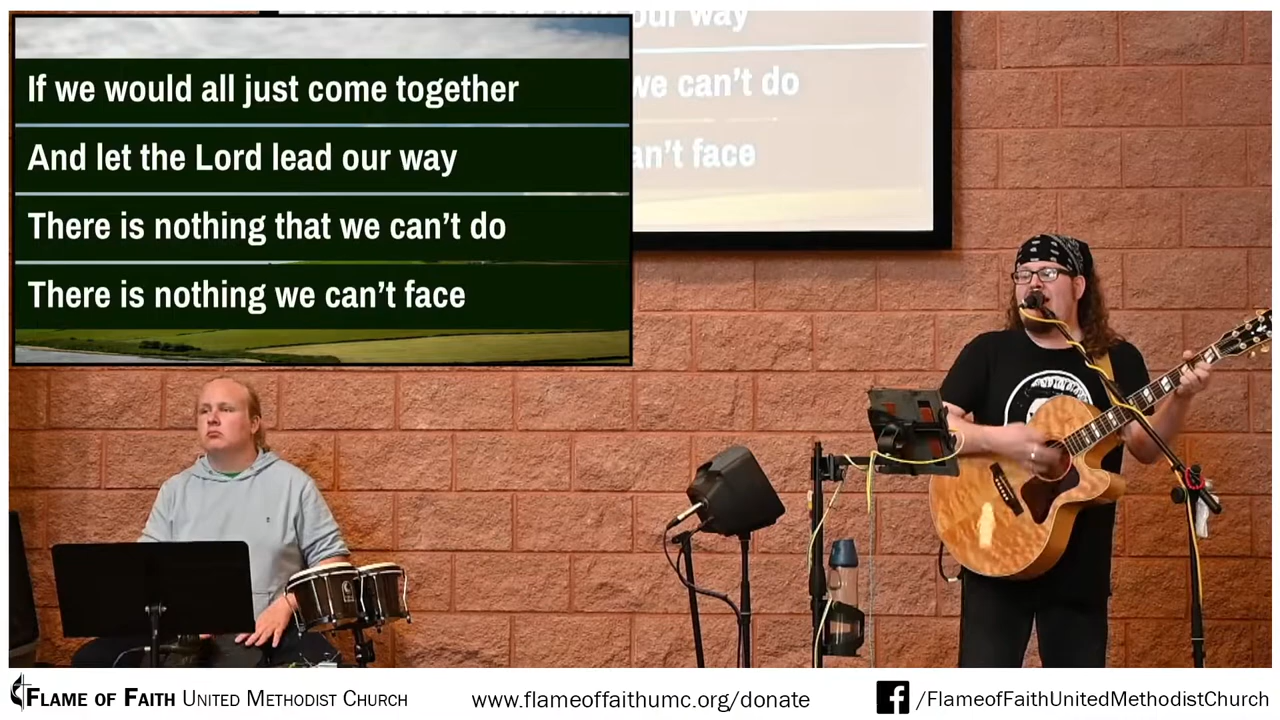 If we would all just come together
And let the Lord lead our way
There is nothing that we can't do
There is nothing we can't face
our way
we can't do
an't face
FLAME OF FAITH UNITED METHODIST CHURCH
www.flameoffaithumc.org/donate
/FlameofFaithUnitedMethodistChurch